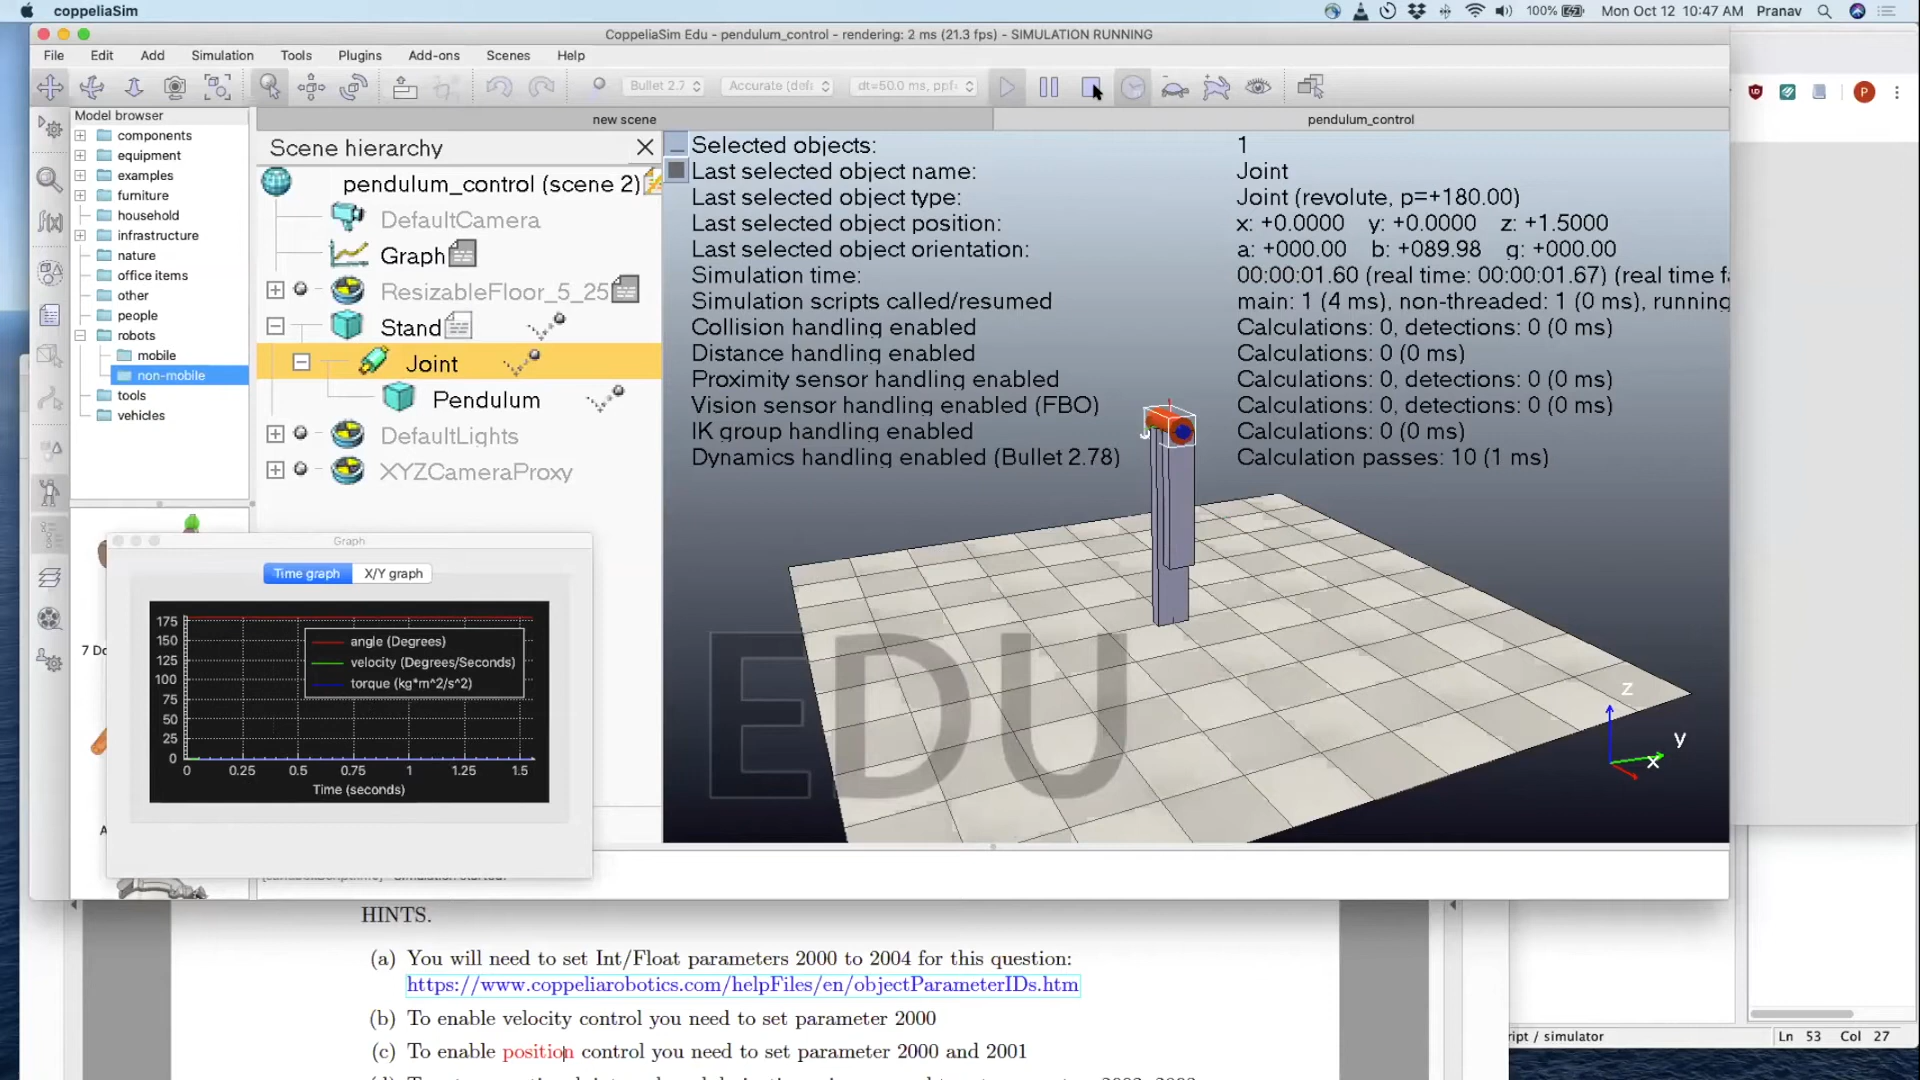 coppeliaSim
100%
Mon Oct 12 10:47 AM Pranav
CoppeliaSim Edu - pendulum_control - rendering: 2 ms (21.3 fps) - SIMULATION RUNNING
File Edit Add Simulation Tools Plugins Add-ons Scenes Help
Bullet 2.7
Accurate (defa
dt=50.0 ms, ppf=
P
Model browser
components
equipment
examples
furniture
household
infrastructure
nature
office items
other
people
robots
mobile
non-mobile
tools
vehicles
new scene
pendulum_control
Scene hierarchy
pendulum_control (scene 2)
DefaultCamera
Graph
ResizableFloor_5_25
Stand
Joint
Pendulum
DefaultLights
XYZCameraProxy
Selected objects: 1
Last selected object name: Joint
Last selected object type: Joint (revolute, p=+180.00)
Last selected object position: x: +0.0000 y: +0.0000 z: +1.5000
Last selected object orientation: a: +000.00 b: +089.98 g: +000.00
Simulation time: 00:00:01.60 (real time: 00:00:01.67) (real time fa
Simulation scripts called/resumed main: 1 (4 ms), non-threaded: 1 (0 ms), running
Collision handling enabled Calculations: 0, detections: 0 (0 ms)
Distance handling enabled Calculations: 0 (0 ms)
Proximity sensor handling enabled Calculations: 0, detections: 0 (0 ms)
Vision sensor handling enabled (FBO) Calculations: 0, detections: 0 (0 ms)
IK group handling enabled Calculations: 0 (0 ms)
Dynamics handling enabled (Bullet 2.78) Calculation passes: 10 (1 ms)
EDU
z
y
x
7 Do
A
Graph
Time graph X/Y graph
angle (Degrees)
velocity (Degrees/Seconds)
torque (kg*m^2/s^2)
175
150
125
100
75
50
25
0
0 0.25 0.5 0.75 1 1.25 1.5
Time (seconds)
HINTS.
(a) You will need to set Int/Float parameters 2000 to 2004 for this question:
https://www.coppeliarobotics.com/helpFiles/en/objectParameterIDs.htm
(b) To enable velocity control you need to set parameter 2000
(c) To enable position control you need to set parameter 2000 and 2001
ript / simulator
Ln 53 Col 27